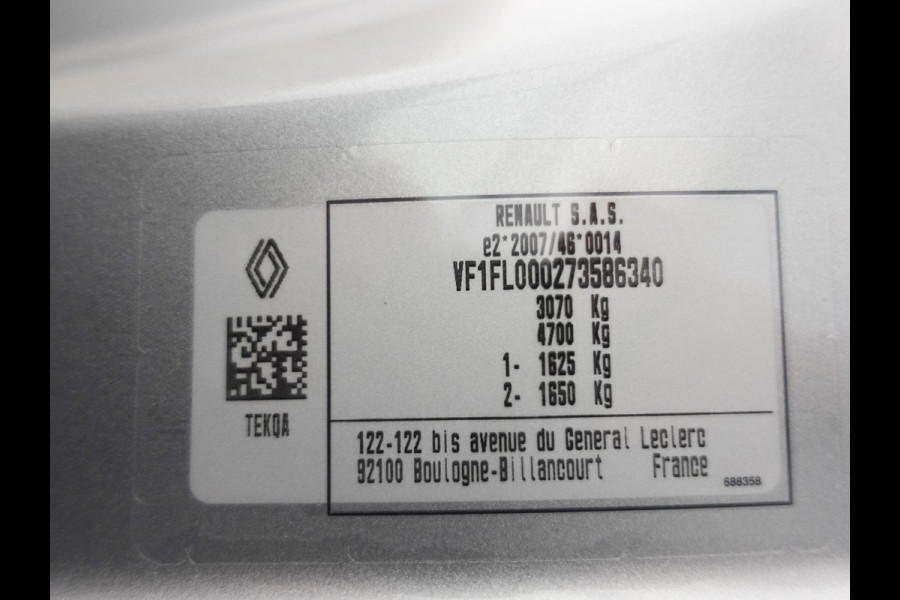 RENAULT S.A.S.
e2*2007/46*0014
VF1FL000273586340
3070 Kg
4700 Kg
1- 1625 Kg
2- 1650 Kg
TEKQA
122-122 bis avenue du General Leclerc
92100 Boulogne-Billancourt France
688358